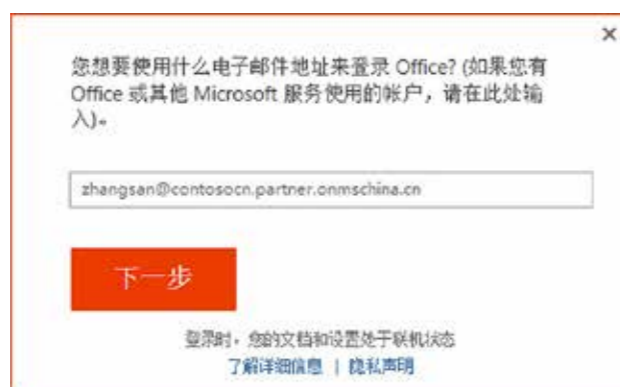 您想要使用什么电子邮件地址来登录 Office? (如果您有
Office 或其他 Microsoft 服务使用的帐户，请在此处输
入)。
zhangsan@contosocn.partner.onmschina.cn
下一步
登录时，您的文档和设置处于联机状态
了解详细信息 | 隐私声明